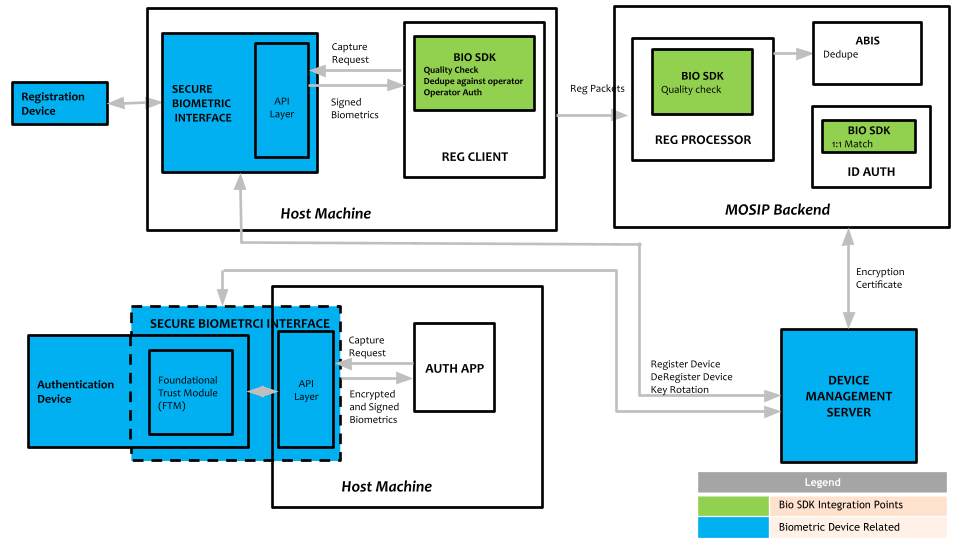 Registration
Device
SECURE
BIOMETRIC
INTERFACE
API
Layer
Capture
Request
Signed
Biometrics
BIO SDK
Quality Check
Dedupe against operator
Operator Auth
REG CLIENT
Host Machine
Reg Packets
BIO SDK
Quality check
REG PROCESSOR
ABIS
Dedupe
BIO SDK
1:1 Match
ID AUTH
MOSIP Backend
Encryption
Certificate
SECURE BIOMETRCI INTERFACE
Authentication
Device
Foundational
Trust Module
(FTM)
API
Layer
Capture
Request
Encrypted
and Signed
Biometrics
AUTH APP
Host Machine
Register Device
DeRegister Device
Key Rotation
DEVICE
MANAGEMENT
SERVER
Legend
Bio SDK Integration Points
Biometric Device Related